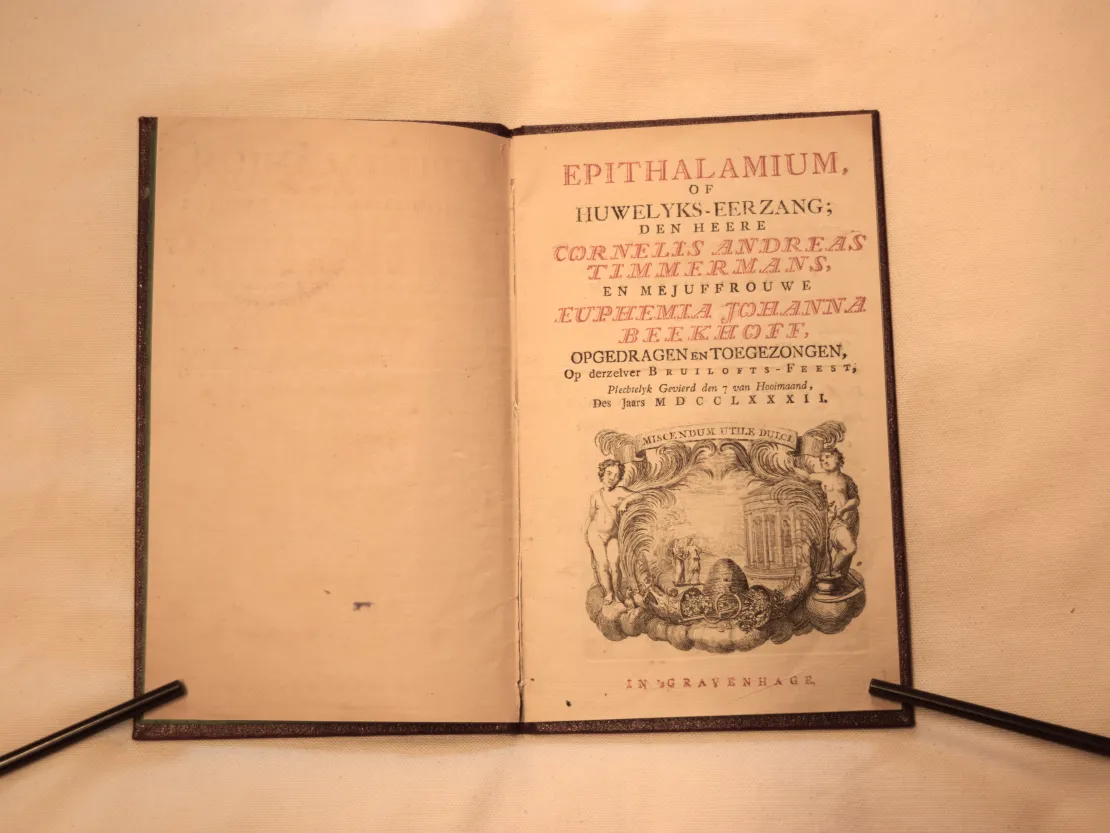 EPITHALAMIUM,
OF
HUWELYKS-EERZANG;
DEN HEERE
CORNELIS ANDREAS
TIMMERMANS,
EN MEJUFFROUWE
EUPHEMIA JOHANNA
BEEKHOFF,
OPGEDRAGEN EN TOEGEZONGEN,
Op derzelver BRUILOFTS-FEEST,
Plechtelyk Gevierd den 7 van Hooimaand,
Des Jaars MDCCLXXXII.
MISCENDUM UTILE DULCI
IN 'sGRAVENHAGE,